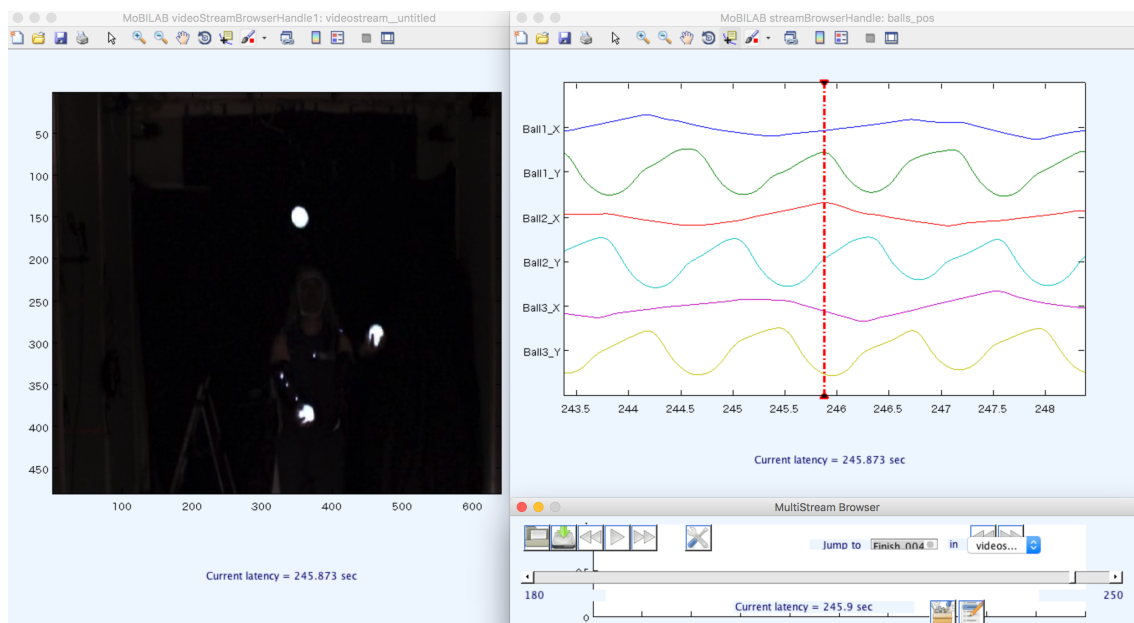 MoBILAB videoStreamBrowserHandle1: videostream__untitled
50
100
150
200
250
300
350
400
450
100 200 300 400 500 600
Current latency = 245.873 sec
MoBILAB streamBrowserHandle: balls_pos
Ball1_X
Ball1_Y
Ball2_X
Ball2_Y
Ball3_X
Ball3_Y
243.5 244 244.5 245 245.5 246 246.5 247 247.5 248
Current latency = 245.873 sec
MultiStream Browser
Jump to Finish_004 in videos...
180 250
Current latency = 245.9 sec
0